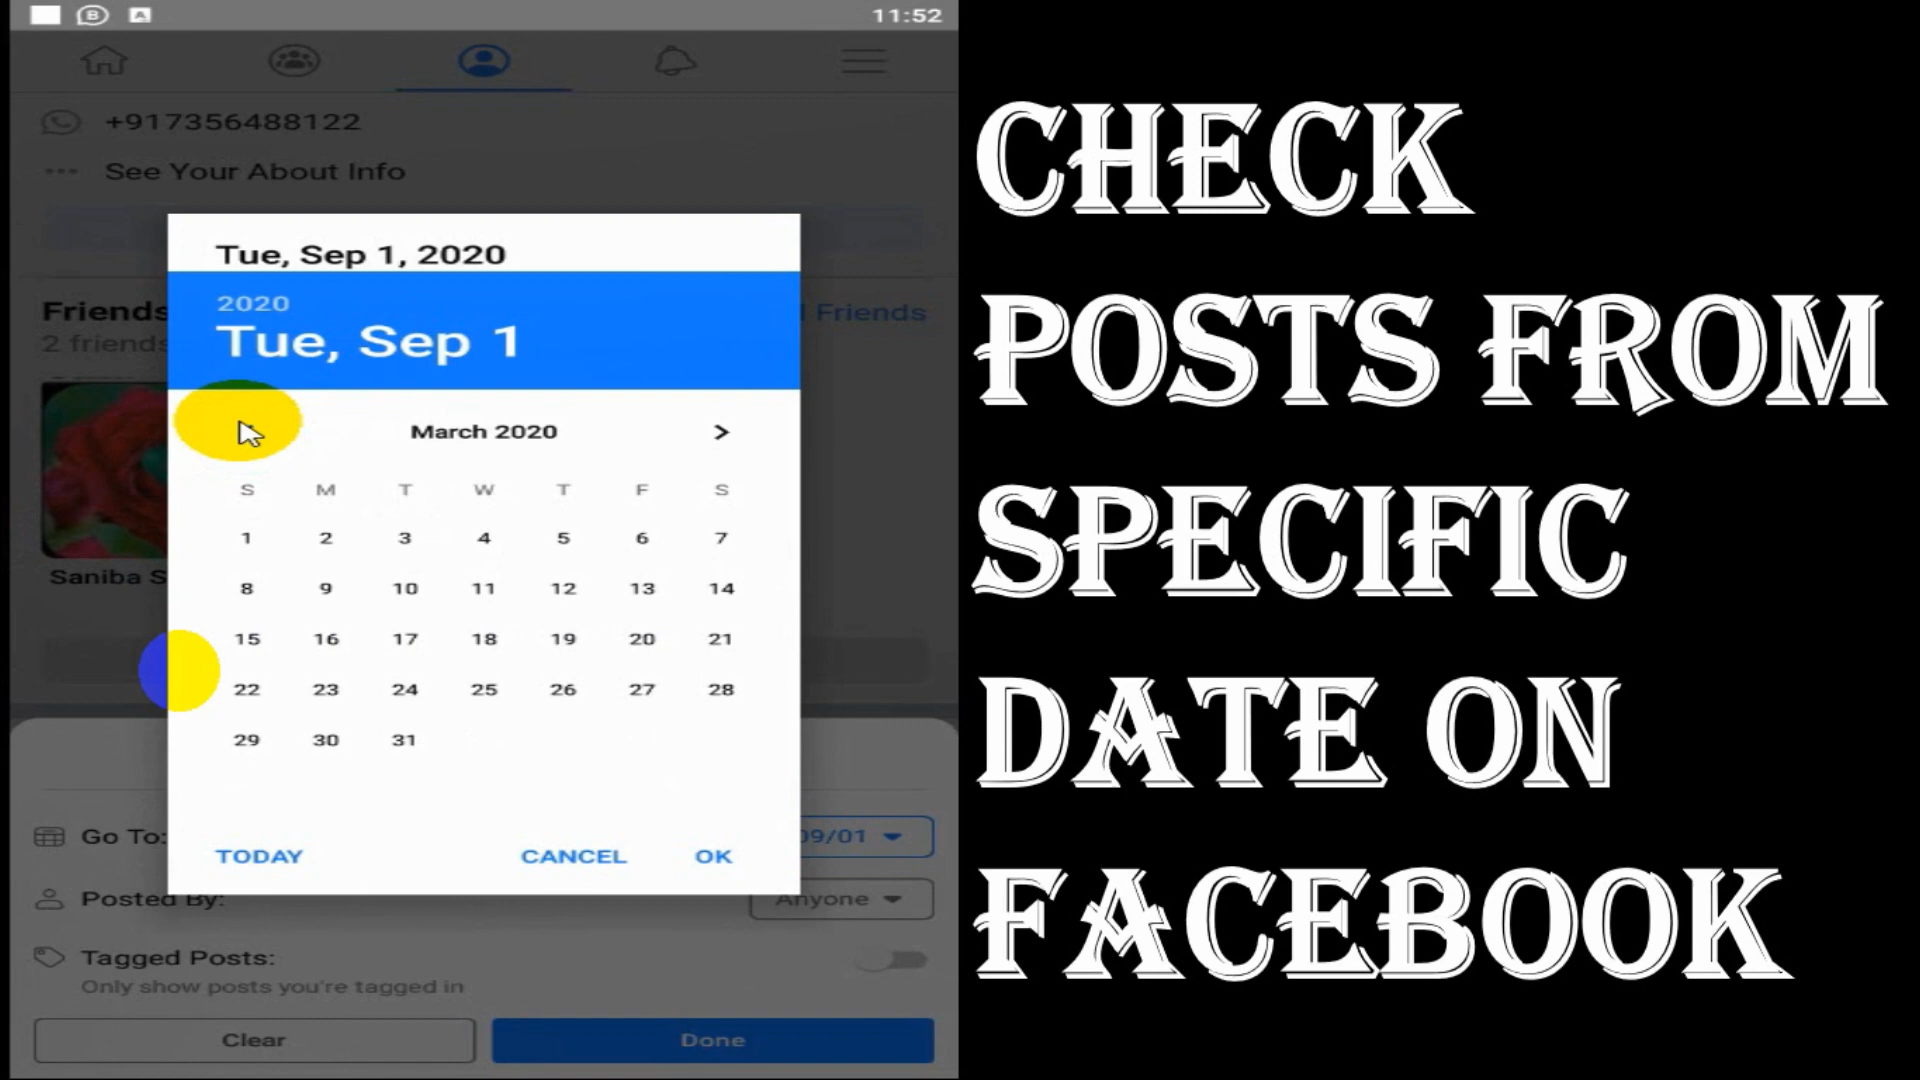 11:52
+917356488122
See Your About Info
Tue, Sep 1, 2020
2020
Tue, Sep 1
Friends
Friends
2 friends
March 2020
S M T W T F S
1 2 3 4 5 6 7
8 9 10 11 12 13 14
15 16 17 18 19 20 21
22 23 24 25 26 27 28
29 30 31
Saniba S
TODAY CANCEL OK
Go To: 09/01
Posted By: Anyone
Tagged Posts:
Only show posts you're tagged in
Clear Done
CHECK
POSTS FROM
SPECIFIC
DATE ON
FACEBOOK